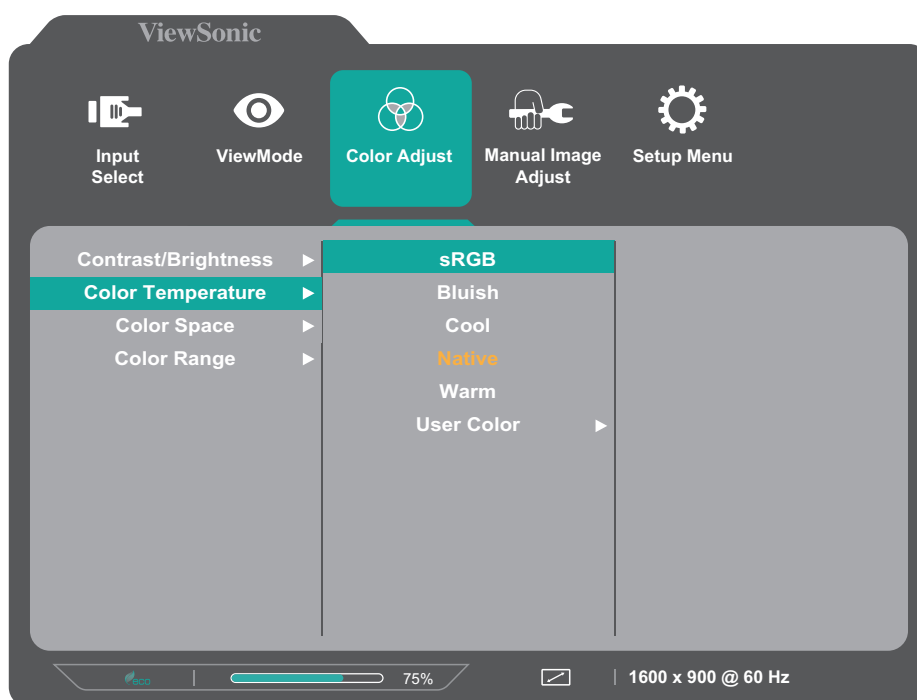 ViewSonic
Input
Select
ViewMode
Color Adjust
Manual Image
Adjust
Setup Menu
Contrast/Brightness
Color Temperature
Color Space
Color Range
sRGB
Bluish
Cool
Native
Warm
User Color
eco
75%
1600 x 900 @ 60 Hz